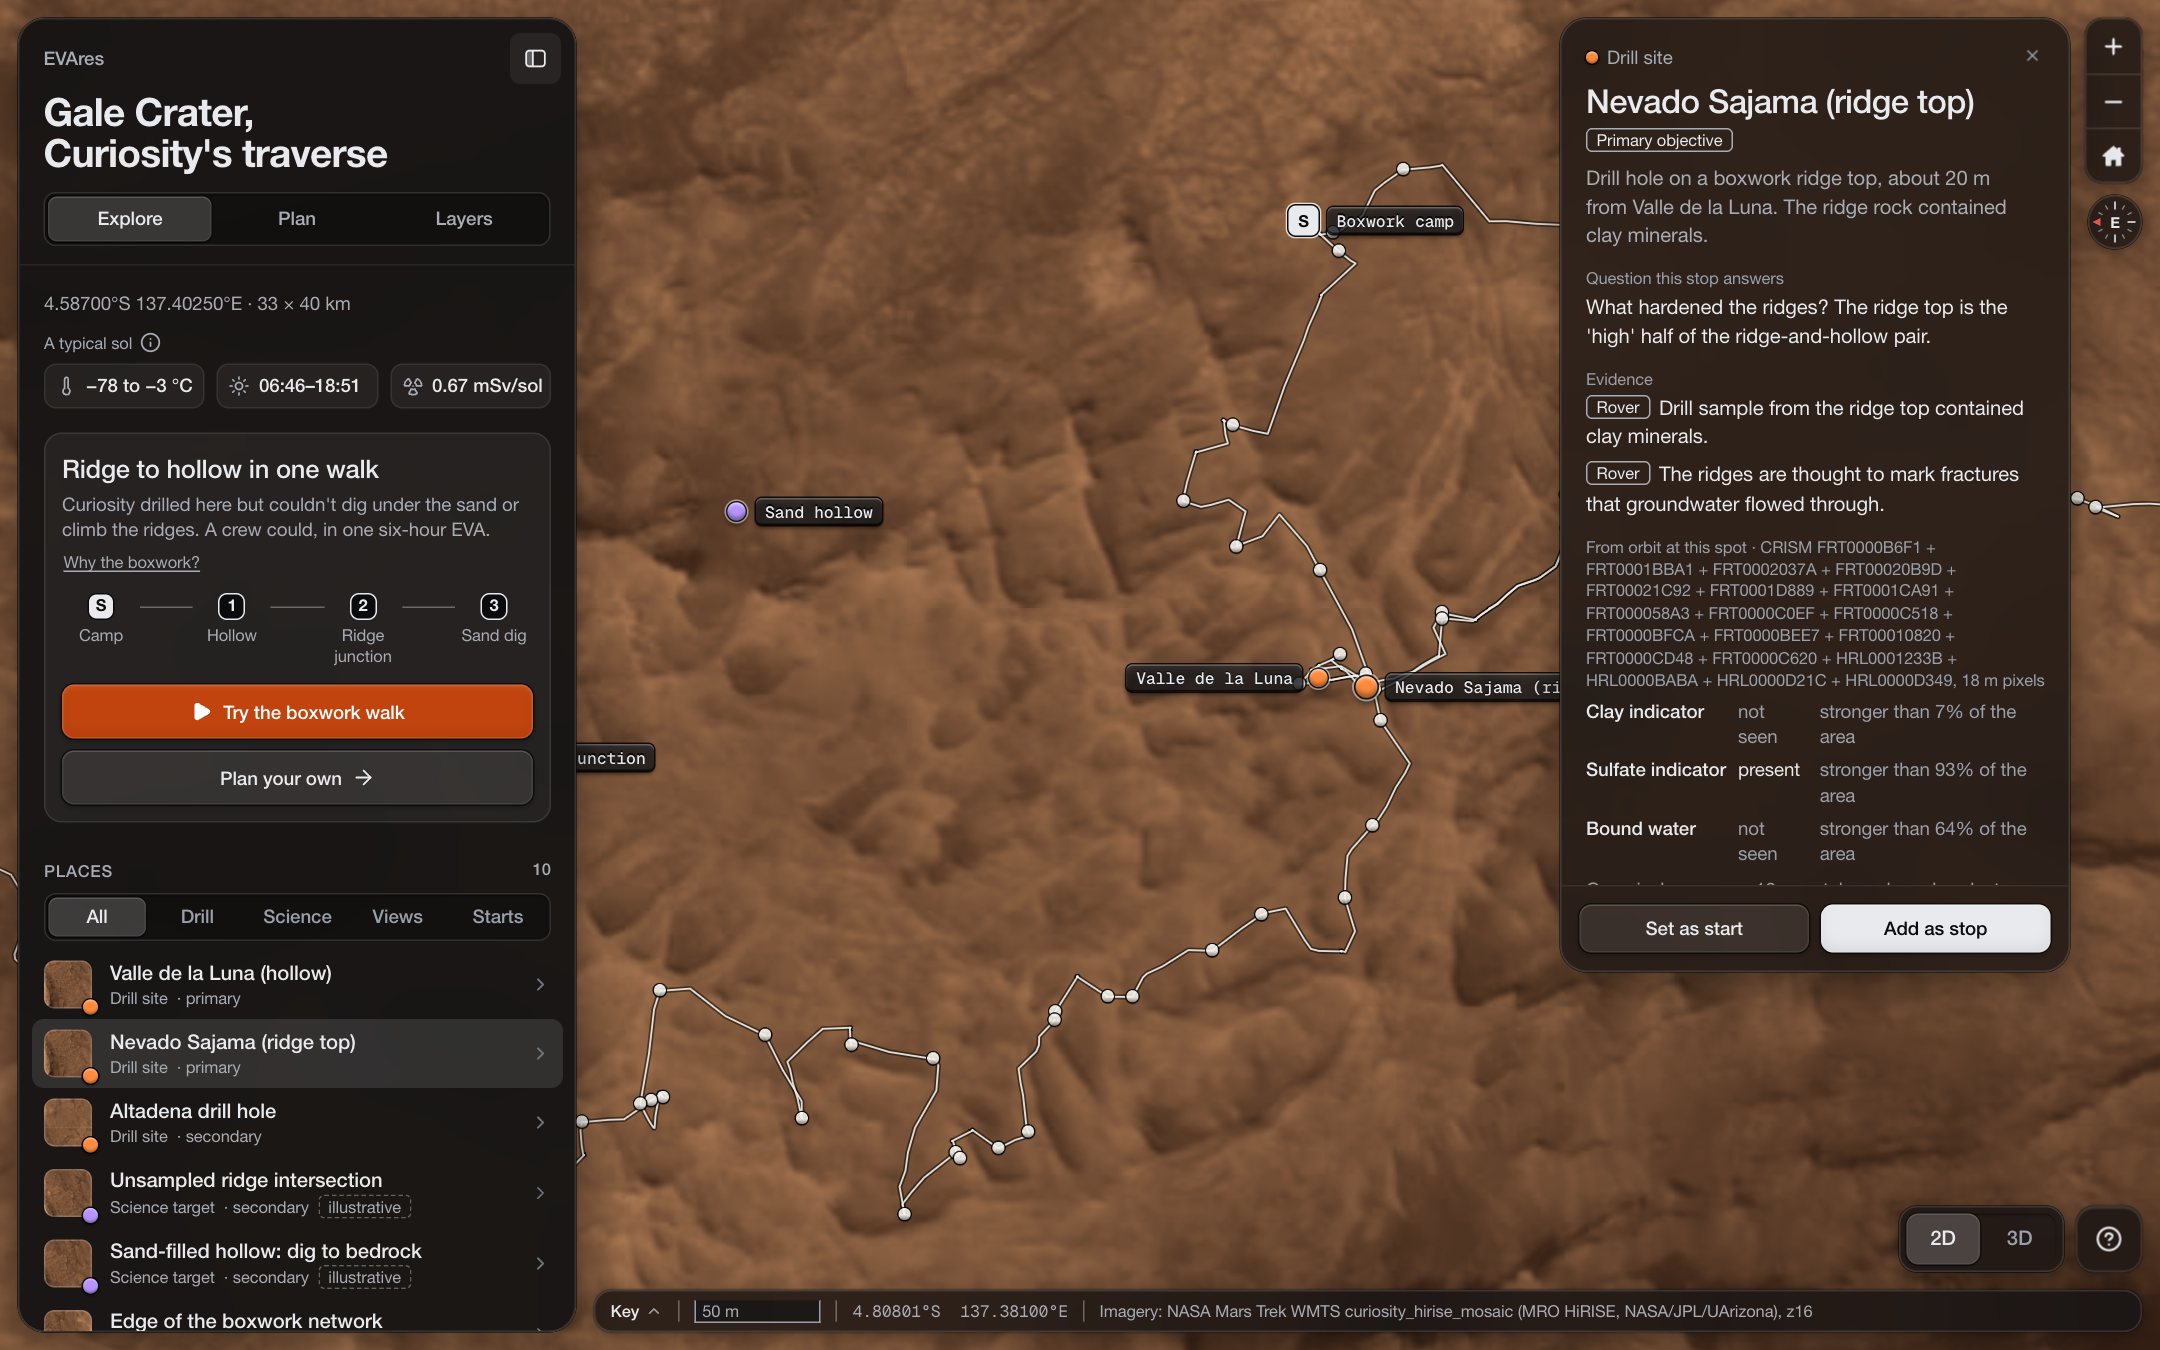 EVAres
Gale Crater,
Curiosity's traverse
Explore
Plan
Layers
4.58700°S 137.40250°E · 33 × 40 km
A typical sol
−78 to −3 °C
06:46–18:51
0.67 mSv/sol
Ridge to hollow in one walk
Curiosity drilled here but couldn't dig under the sand or
climb the ridges. A crew could, in one six-hour EVA.
Why the boxwork?
S
1
2
3
Camp
Hollow
Ridge
junction
Sand dig
Try the boxwork walk
Plan your own
PLACES
10
All
Drill
Science
Views
Starts
Valle de la Luna (hollow)
Drill site · primary
Nevado Sajama (ridge top)
Drill site · primary
Altadena drill hole
Drill site · secondary
Unsampled ridge intersection
Science target · secondary illustrative
Sand-filled hollow: dig to bedrock
Science target · secondary illustrative
Edge of the boxwork network
S
Boxwork camp
Sand hollow
Valle de la Luna
Nevado Sajama (ri
unction
Drill site
Nevado Sajama (ridge top)
Primary objective
Drill hole on a boxwork ridge top, about 20 m
from Valle de la Luna. The ridge rock contained
clay minerals.
Question this stop answers
What hardened the ridges? The ridge top is the
'high' half of the ridge-and-hollow pair.
Evidence
Rover Drill sample from the ridge top contained
clay minerals.
Rover The ridges are thought to mark fractures
that groundwater flowed through.
From orbit at this spot · CRISM FRT0000B6F1 +
FRT0001BBA1 + FRT0002037A + FRT00020B9D +
FRT00021C92 + FRT0001D889 + FRT0001CA91 +
FRT000058A3 + FRT0000C0EF + FRT0000C518 +
FRT0000BFCA + FRT0000BEE7 + FRT00010820 +
FRT0000CD48 + FRT0000C620 + HRL0001233B +
HRL0000BABA + HRL0000D21C + HRL0000D349, 18 m pixels
Clay indicator not seen stronger than 7% of the area
Sulfate indicator present stronger than 93% of the area
Bound water not seen stronger than 64% of the area
Set as start
Add as stop
E
2D
3D
Key
50 m
4.80801°S 137.38100°E
Imagery: NASA Mars Trek WMTS curiosity_hirise_mosaic (MRO HiRISE, NASA/JPL/UArizona), z16